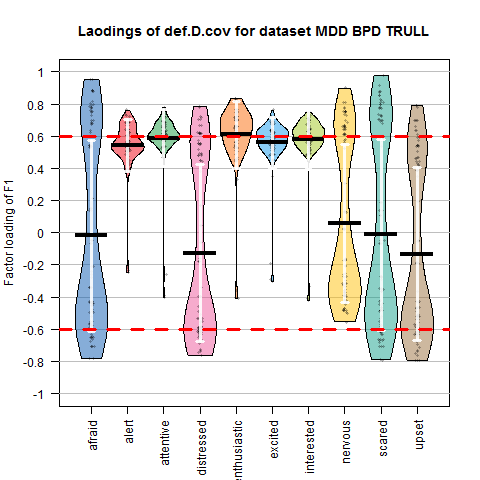 Laodings of def.D.cov for dataset MDD BPD TRULL
Factor loading of F1
1
0.8
0.6
0.4
0.2
0
-0.2
-0.4
-0.6
-0.8
-1
afraid
alert
attentive
distressed
nthusiastic
excited
interested
nervous
scared
upset